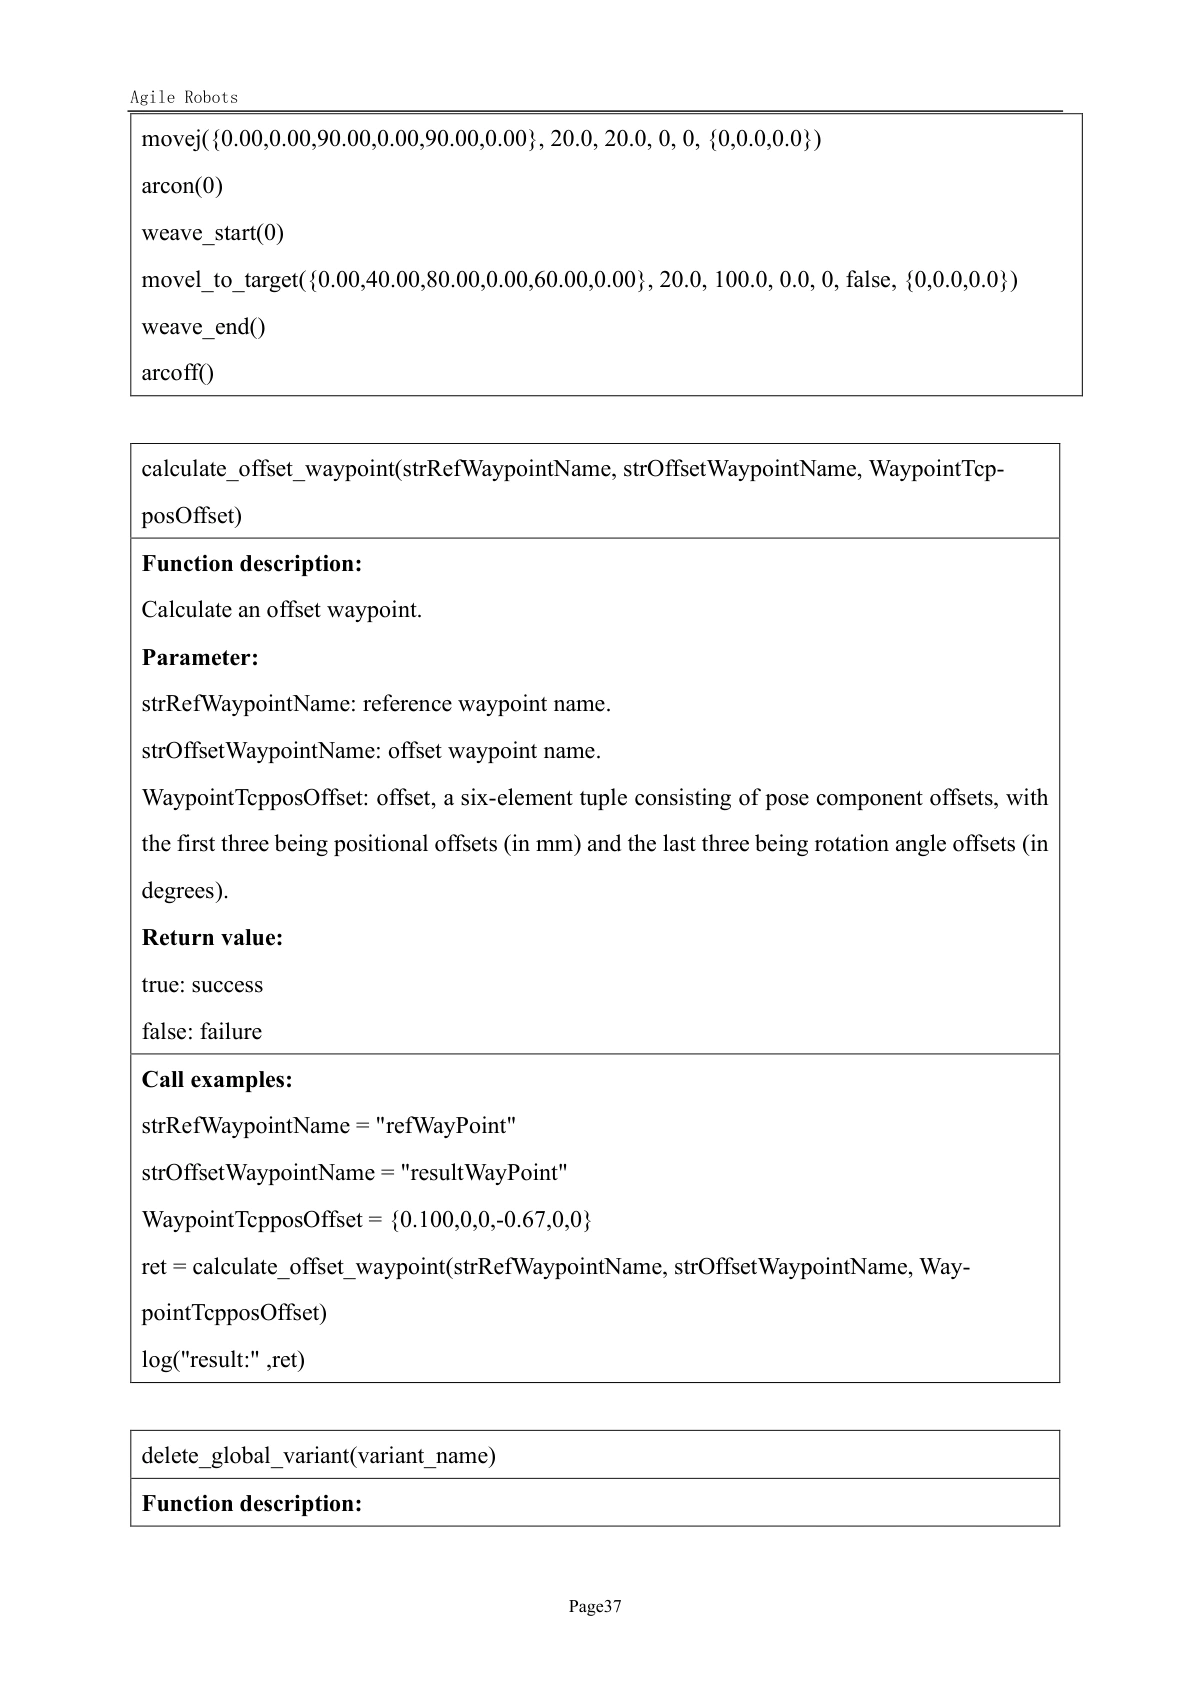 Agile Robots
movej({0.00,0.00,90.00,0.00,90.00,0.00}, 20.0, 20.0, 0, 0, {0,0.0,0.0})
arcon(0)
weave_start(0)
movel_to_target({0.00,40.00,80.00,0.00,60.00,0.00}, 20.0, 100.0, 0.0, 0, false, {0,0.0,0.0})
weave_end()
arcoff()
calculate_offset_waypoint(strRefWaypointName, strOffsetWaypointName, WaypointTcp-
posOffset)
Function description:
Calculate an offset waypoint.
Parameter:
strRefWaypointName: reference waypoint name.
strOffsetWaypointName: offset waypoint name.
WaypointTcpposOffset: offset, a six-element tuple consisting of pose component offsets, with
the first three being positional offsets (in mm) and the last three being rotation angle offsets (in
degrees).
Return value:
true: success
false: failure
Call examples:
strRefWaypointName = "refWayPoint"
strOffsetWaypointName = "resultWayPoint"
WaypointTcpposOffset = {0.100,0,0,-0.67,0,0}
ret = calculate_offset_waypoint(strRefWaypointName, strOffsetWaypointName, Way-
pointTcpposOffset)
log("result:" ,ret)
delete_global_variant(variant_name)
Function description:
Page37